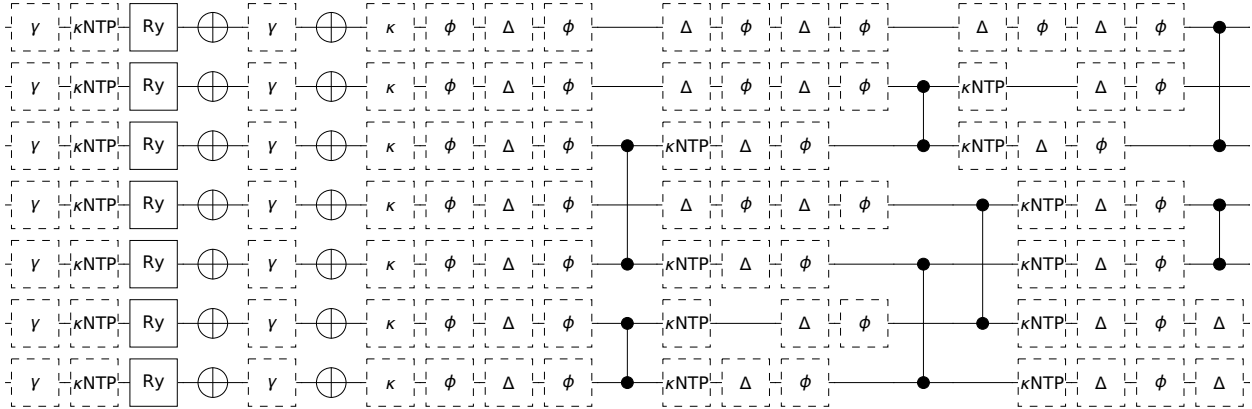 γ κNTP Ry γ κ ϕ Δ ϕ Δ ϕ Δ ϕ Δ ϕ Δ ϕ
γ κNTP Ry γ κ ϕ Δ ϕ Δ ϕ Δ ϕ κNTP Δ ϕ
γ κNTP Ry γ κ ϕ Δ ϕ κNTP Δ ϕ κNTP Δ ϕ
γ κNTP Ry γ κ ϕ Δ ϕ Δ ϕ Δ ϕ κNTP Δ ϕ
γ κNTP Ry γ κ ϕ Δ ϕ κNTP Δ ϕ κNTP Δ ϕ
γ κNTP Ry γ κ ϕ Δ ϕ κNTP Δ ϕ κNTP Δ ϕ Δ
γ κNTP Ry γ κ ϕ Δ ϕ κNTP Δ ϕ κNTP Δ ϕ Δ